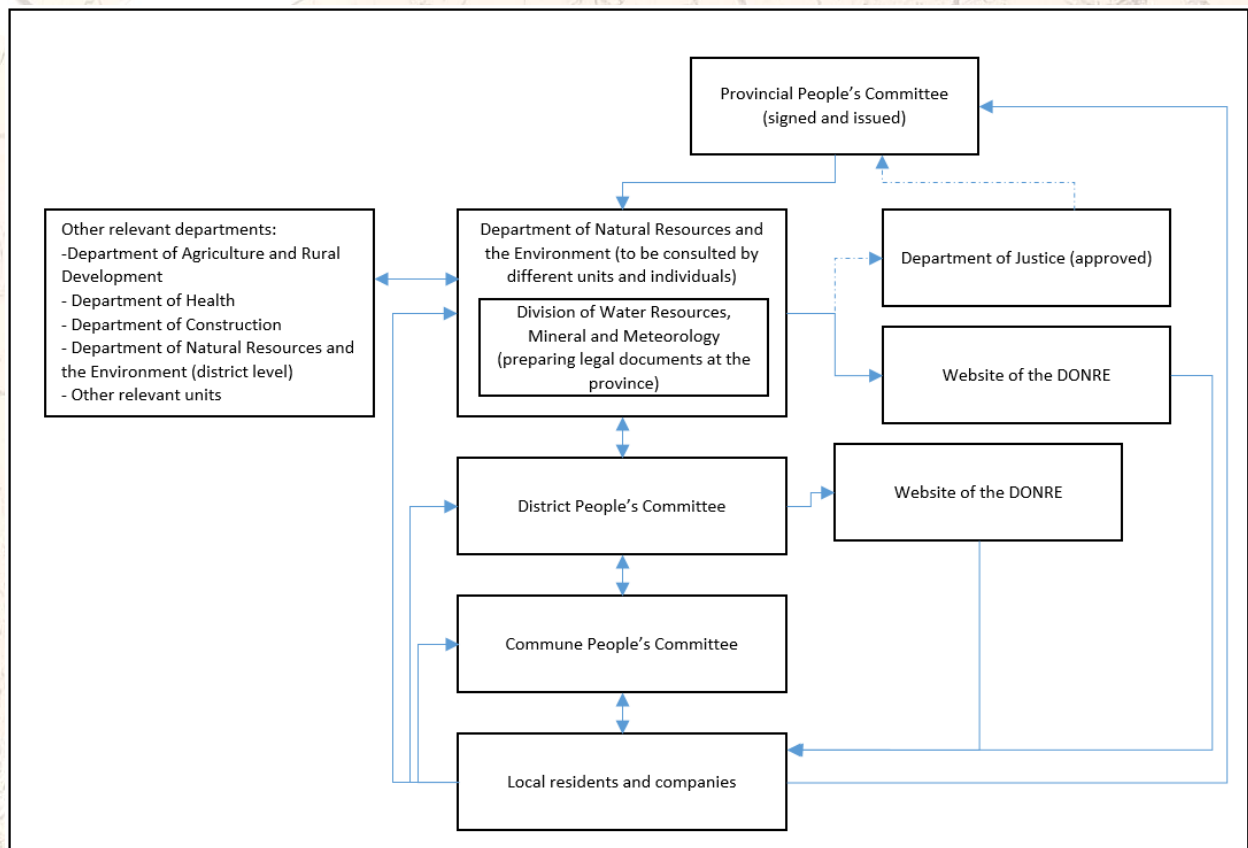 Provincial People’s Committee
(signed and issued)
Other relevant departments:
-Department of Agriculture and Rural
Development
- Department of Health
- Department of Construction
- Department of Natural Resources and
the Environment (district level)
- Other relevant units
Department of Natural Resources and
the Environment (to be consulted by
different units and individuals)
Division of Water Resources,
Mineral and Meteorology
(preparing legal documents at the
province)
Department of Justice (approved)
Website of the DONRE
District People’s Committee
Website of the DONRE
Commune People’s Committee
Local residents and companies